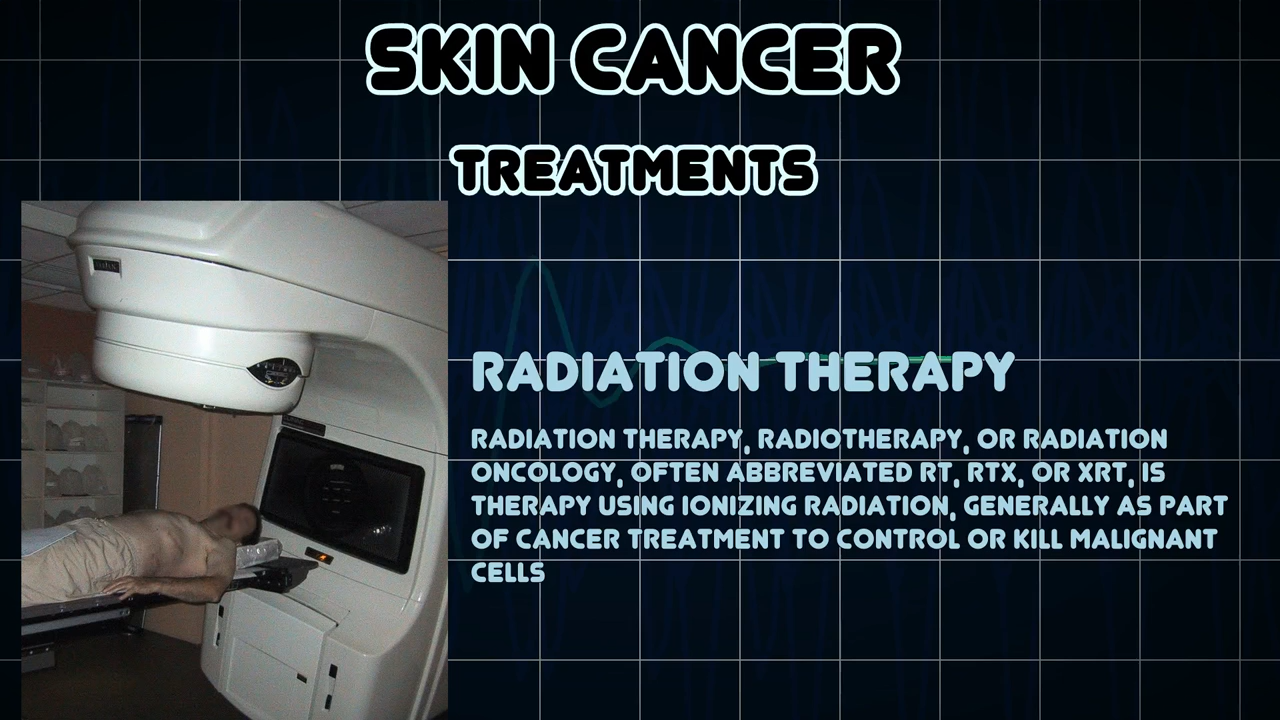 SKIN CANCER
TREATMENTS
RADIATION THERAPY
RADIATION THERAPY, RADIOTHERAPY, OR RADIATION
ONCOLOGY, OFTEN ABBREVIATED RT, RTX, OR XRT, IS
THERAPY USING IONIZING RADIATION, GENERALLY AS PART
OF CANCER TREATMENT TO CONTROL OR KILL MALIGNANT
CELLS